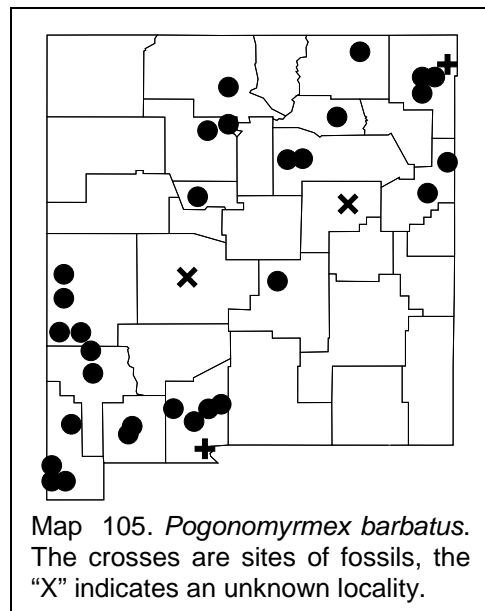 Map 105. Pogonomyrmex barbatus.
The crosses are sites of fossils, the
“X” indicates an unknown locality.